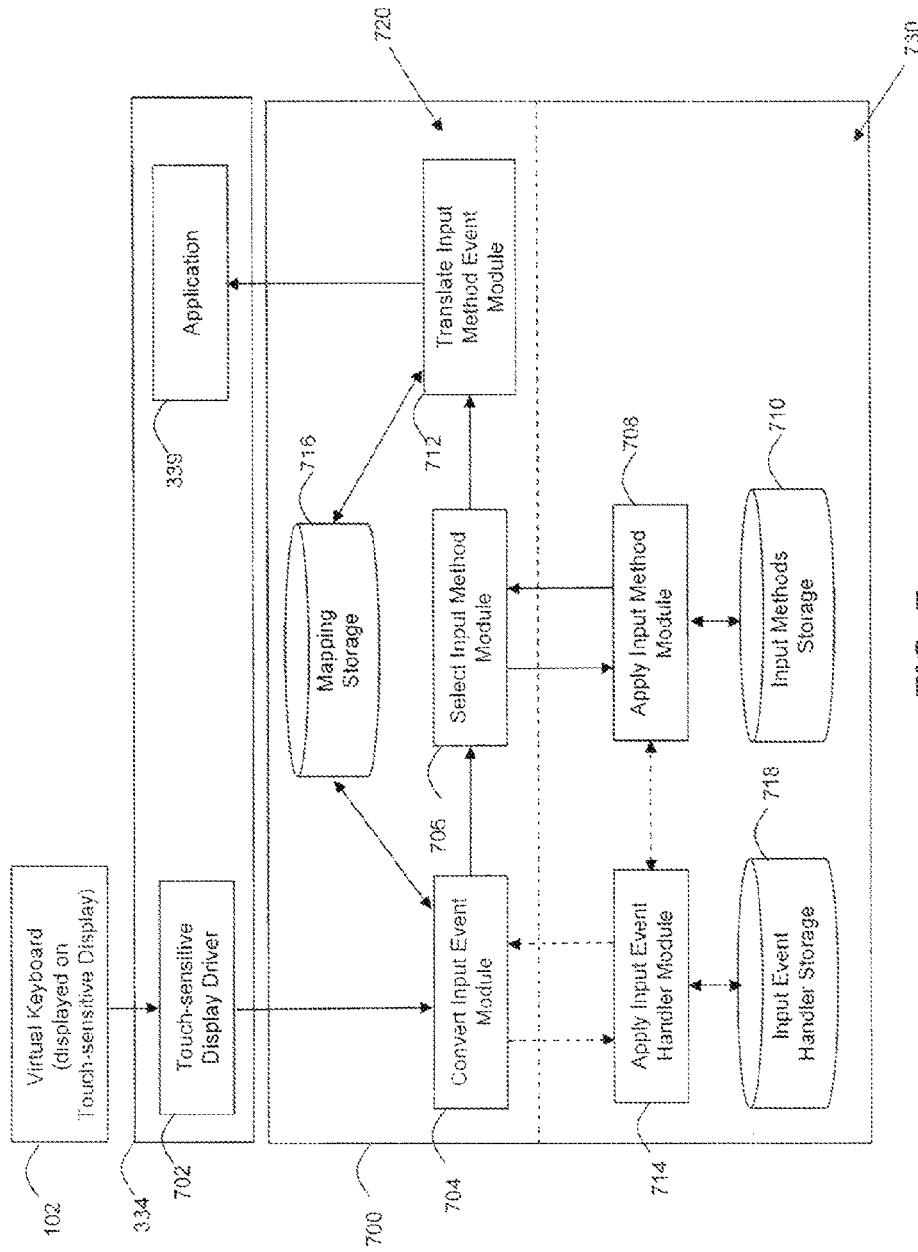 102
Virtual Keyboard
(displayed on
Touch-sensitive Display)
334
702
Touch-sensitive
Display Driver
Application
339
720
700
704
Convert Input Event
Module
Mapping
Storage
716
706
Select Input Method
Module
712
Translate Input
Method Event
Module
714
Apply Input Event
Handler Module
708
Apply Input Method
Module
718
Input Event
Handler Storage
710
Input Methods
Storage
730